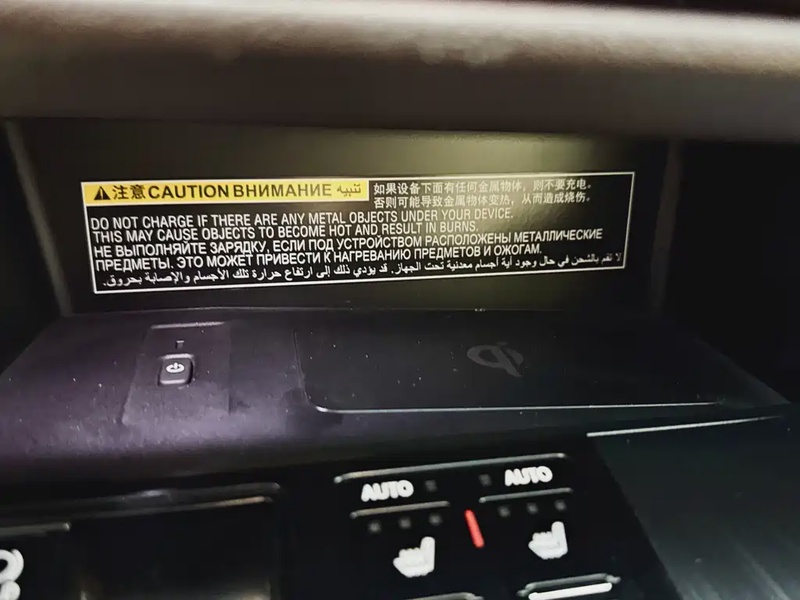 注意 CAUTION ВНИМАНИЕ تنبيه
如果设备下面有任何金属物体，则不要充电。
否则可能导致金属物体变热，从而造成烧伤。
DO NOT CHARGE IF THERE ARE ANY METAL OBJECTS UNDER YOUR DEVICE.
THIS MAY CAUSE OBJECTS TO BECOME HOT AND RESULT IN BURNS.
НЕ ВЫПОЛНЯЙТЕ ЗАРЯДКУ, ЕСЛИ ПОД УСТРОЙСТВОМ РАСПОЛОЖЕНЫ МЕТАЛЛИЧЕСКИЕ
ПРЕДМЕТЫ. ЭТО МОЖЕТ ПРИВЕСТИ К НАГРЕВАНИЮ ПРЕДМЕТОВ И ОЖОГАМ.
لا تقم بالشحن في حال وجود أية أجسام معدنية تحت الجهاز. قد يؤدي ذلك إلى ارتفاع حرارة تلك الأجسام والإصابة بحروق.
AUTO
AUTO